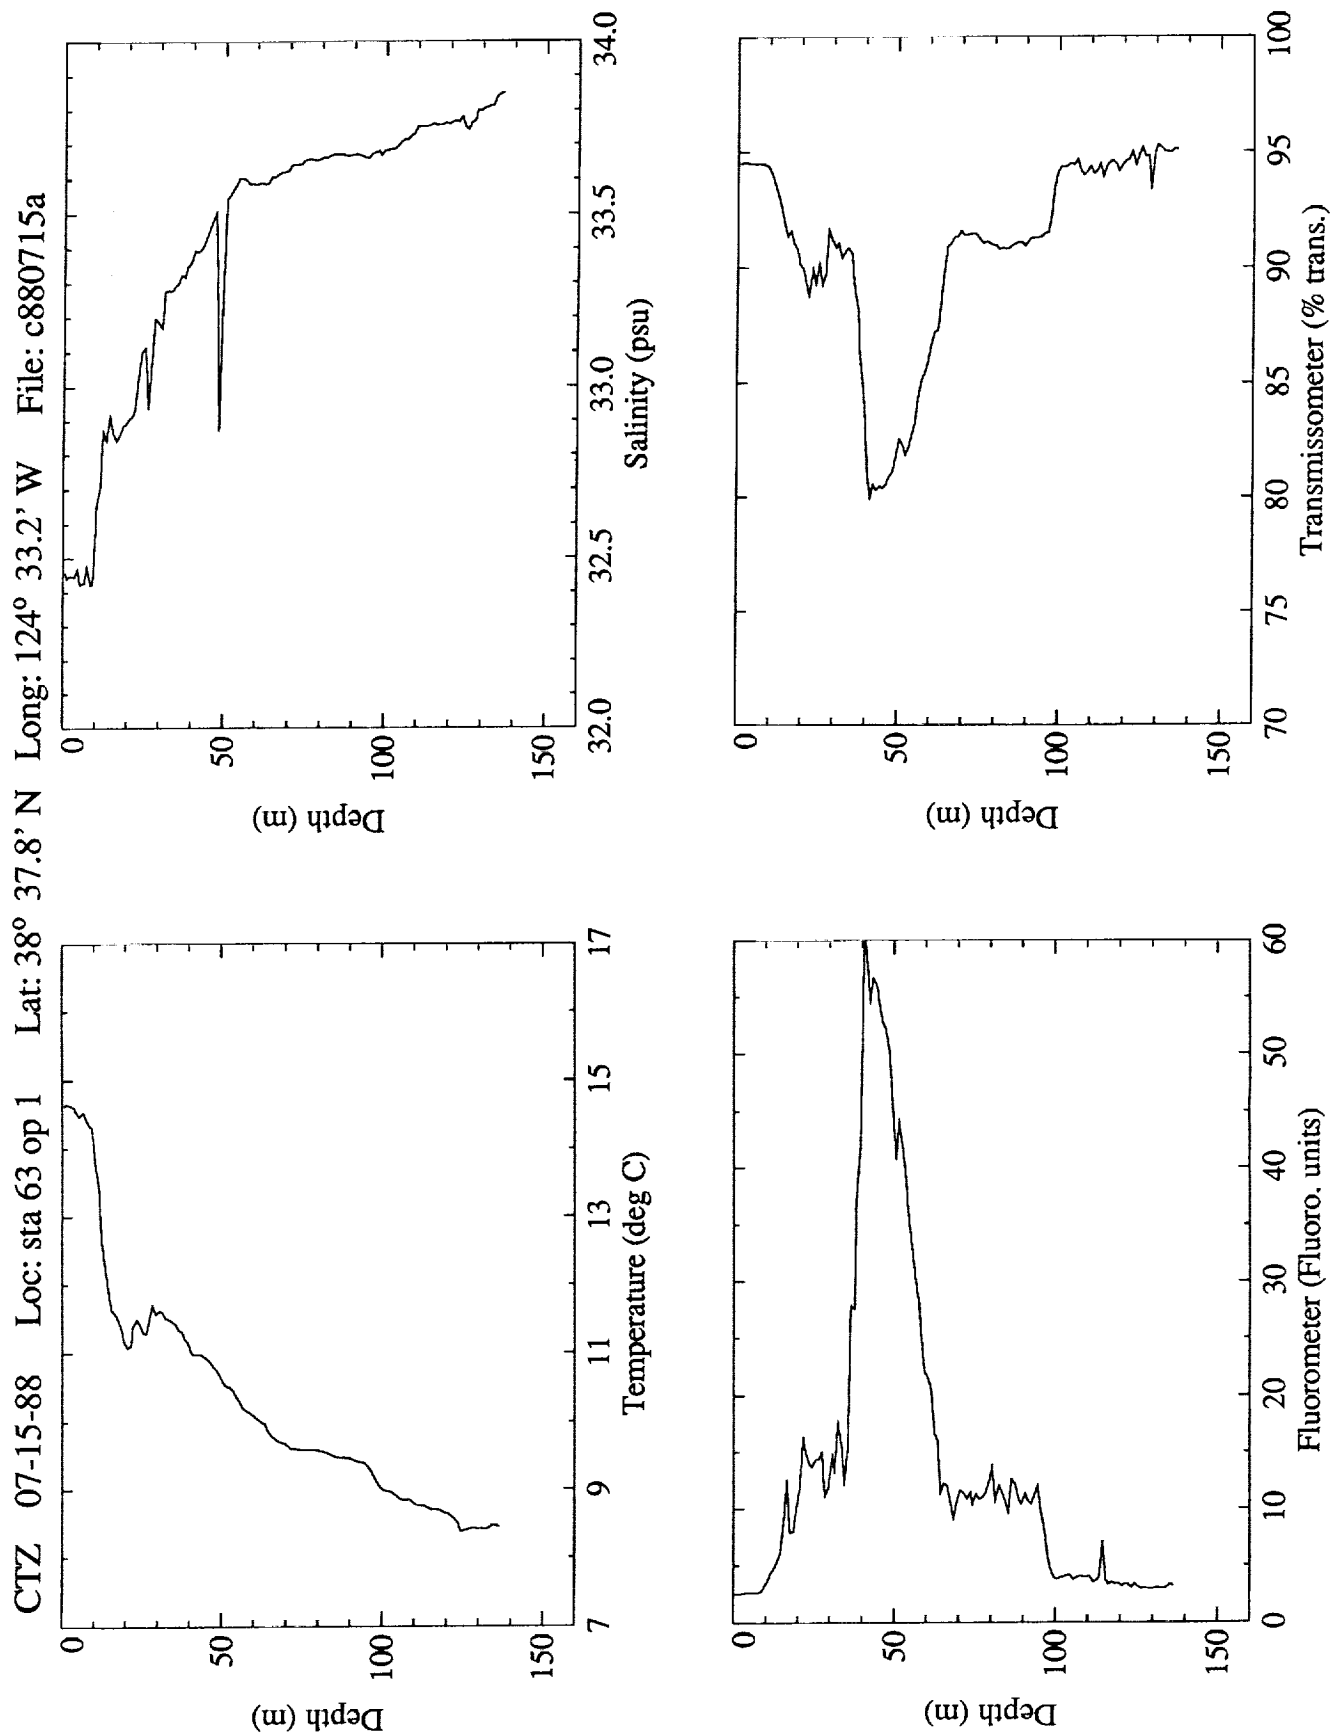 CTZ 07-15-88 Loc: sta 63 op 1 Lat: 38° 37.8' N Long: 124° 33.2' W File: c880715a
0
50
100
150
Depth (m)
7 9 11 13 15 17
Temperature (deg C)
0
50
100
150
Depth (m)
32.0 32.5 33.0 33.5 34.0
Salinity (psu)
0
50
100
150
Depth (m)
0 10 20 30 40 50 60
Fluorometer (Fluoro. units)
0
50
100
150
Depth (m)
70 75 80 85 90 95 100
Transmissometer (% trans.)